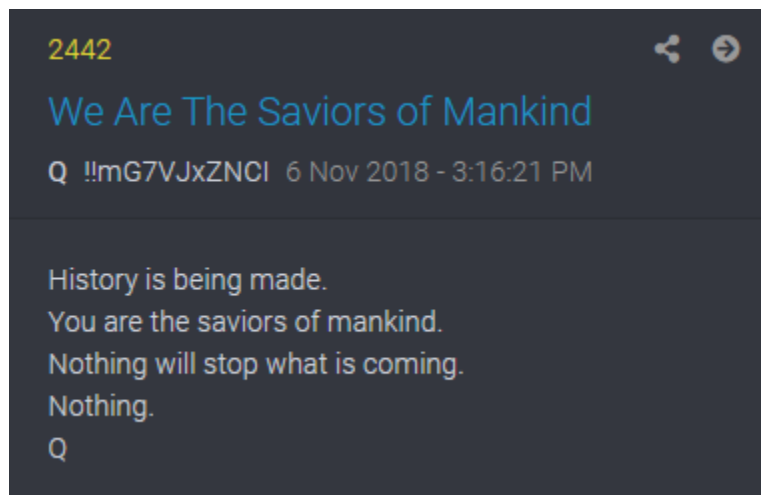 2442
We Are The Saviors of Mankind
Q !!mG7VJxZNCI 6 Nov 2018 - 3:16:21 PM
History is being made.
You are the saviors of mankind.
Nothing will stop what is coming.
Nothing.
Q